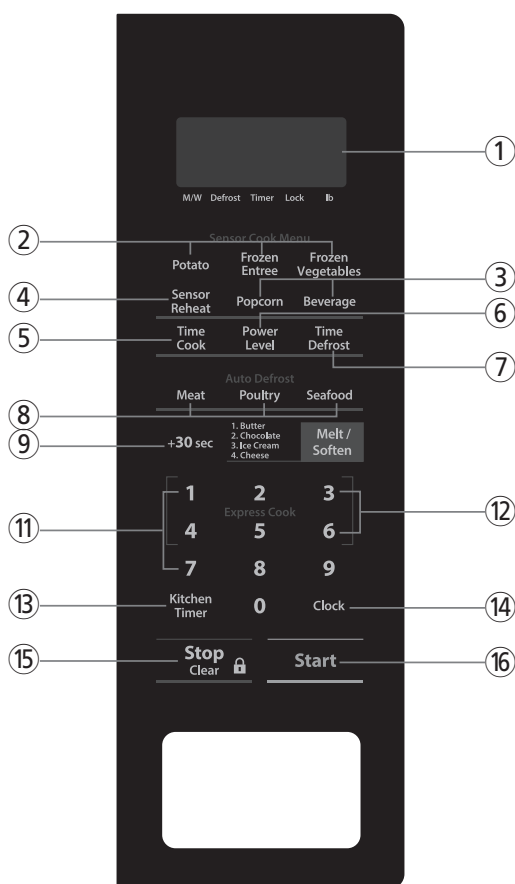 ①
M/W Defrost Timer Lock lb
② Sensor Cook Menu
Potato Frozen Entree Frozen Vegetables
③
④ Sensor Reheat Popcorn Beverage
⑥
⑤ Time Cook Power Level Time Defrost
⑦
Auto Defrost
Meat Poultry Seafood
⑧
⑨ +30 sec
1. Butter
2. Chocolate
3. Ice Cream
4. Cheese
Melt /
Soften
1 2 3
⑪ Express Cook ⑫
4 5 6
7 8 9
⑬ Kitchen Timer 0 Clock ⑭
⑮ Stop Start ⑯
Clear